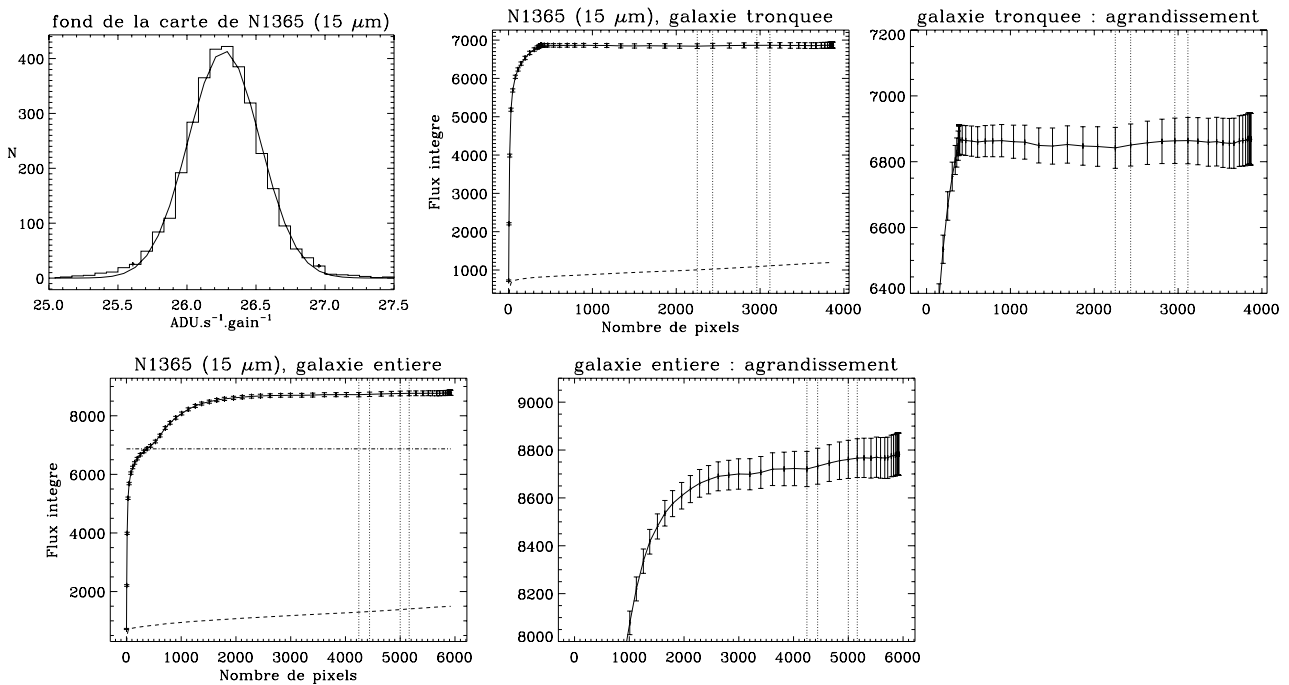 fond de la carte de N1365 (15 μm)
400
300
N
200
100
0
25.0 25.5 26.0 26.5 27.0 27.5
ADU.s⁻¹.gain⁻¹
N1365 (15 μm), galaxie tronquee
7000
6000
5000
4000
3000
2000
1000
Flux integre
0 1000 2000 3000 4000
Nombre de pixels
galaxie tronquee : agrandissement
7200
7000
6800
6600
6400
0 1000 2000 3000 4000
N1365 (15 μm), galaxie entiere
8000
6000
4000
2000
Flux integre
0 1000 2000 3000 4000 5000 6000
Nombre de pixels
galaxie entiere : agrandissement
9000
8800
8600
8400
8200
8000
0 1000 2000 3000 4000 5000 6000